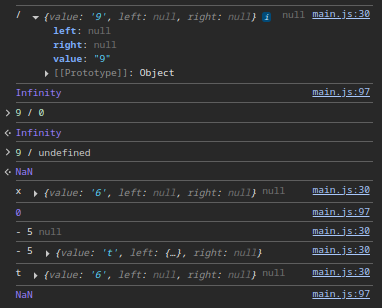 / ▼ {value: '9', left: null, right: null} i null main.js:30
left: null
right: null
value: "9"
▶ [[Prototype]]: Object
Infinity main.js:97
> 9 / 0
<· Infinity
> 9 / undefined
<· NaN
x ▶ {value: '6', left: null, right: null} null main.js:30
0 main.js:97
- 5 null main.js:30
- 5 ▶ {value: 't', left: {…}, right: null} main.js:30
t ▶ {value: '6', left: null, right: null} null main.js:30
NaN main.js:97